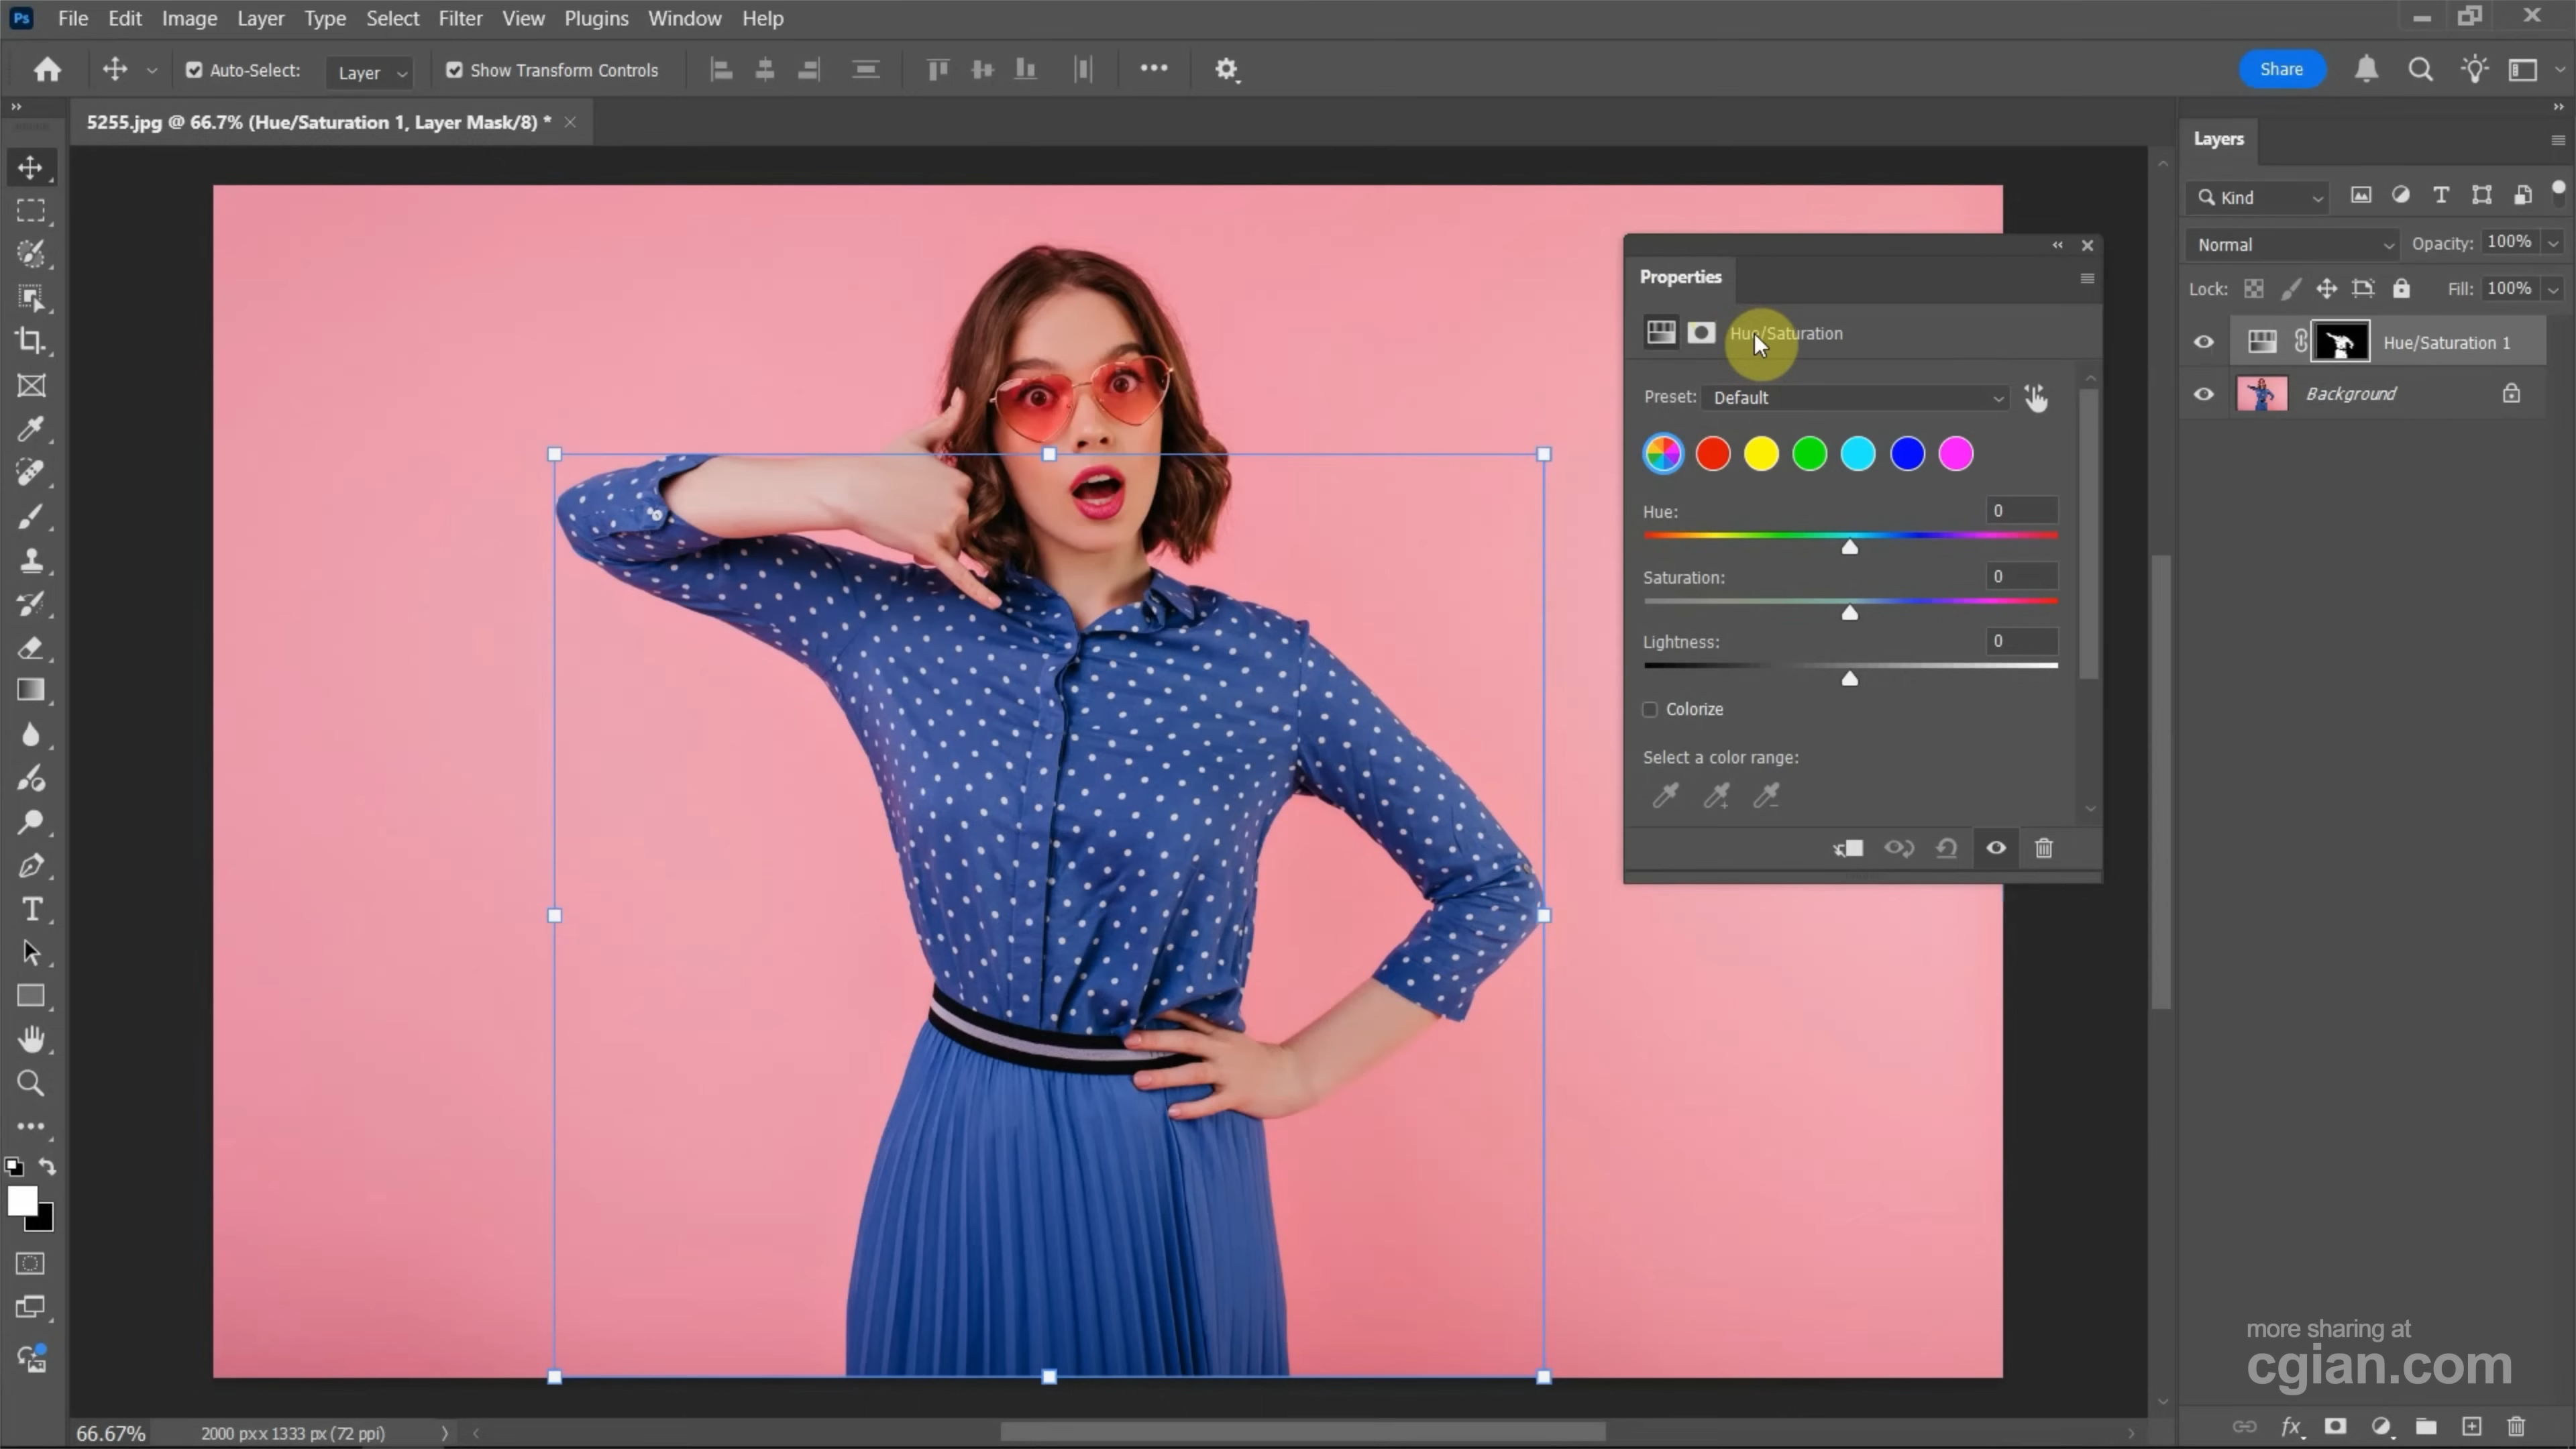 Ps File Edit Image Layer Type Select Filter View Plugins Window Help
Auto-Select: Layer Show Transform Controls Share
5255.jpg @ 66.7% (Hue/Saturation 1, Layer Mask/8) *
Properties
Hue/Saturation
Preset: Default
Hue: 0
Saturation: 0
Lightness: 0
Colorize
Select a color range:
Layers
Kind
Normal Opacity: 100%
Lock: Fill: 100%
Hue/Saturation 1
Background
more sharing at
cgian.com
fx
66.67% 2000 px x 1333 px (72 ppi)